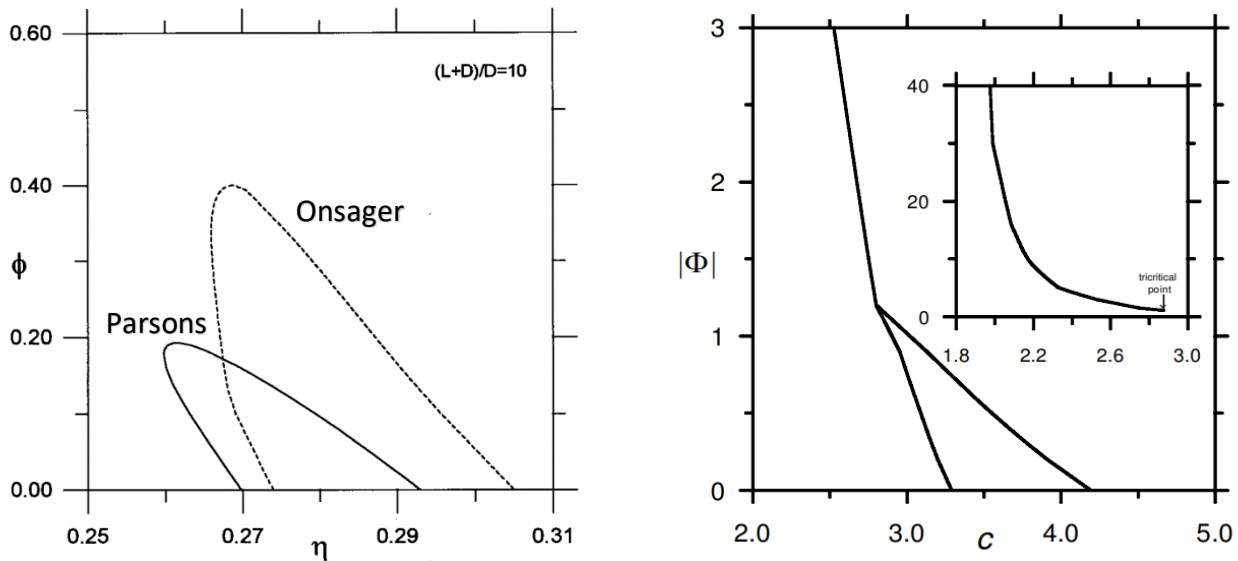 0.60
(L+D)/D=10
0.40
Onsager
ϕ
Parsons
0.20
0.00
0.25
0.27
0.29
0.31
η
3
2
|Φ|
1
0
2.0
3.0
c
4.0
5.0
40
20
0
tricritical
point
1.8
2.2
2.6
3.0